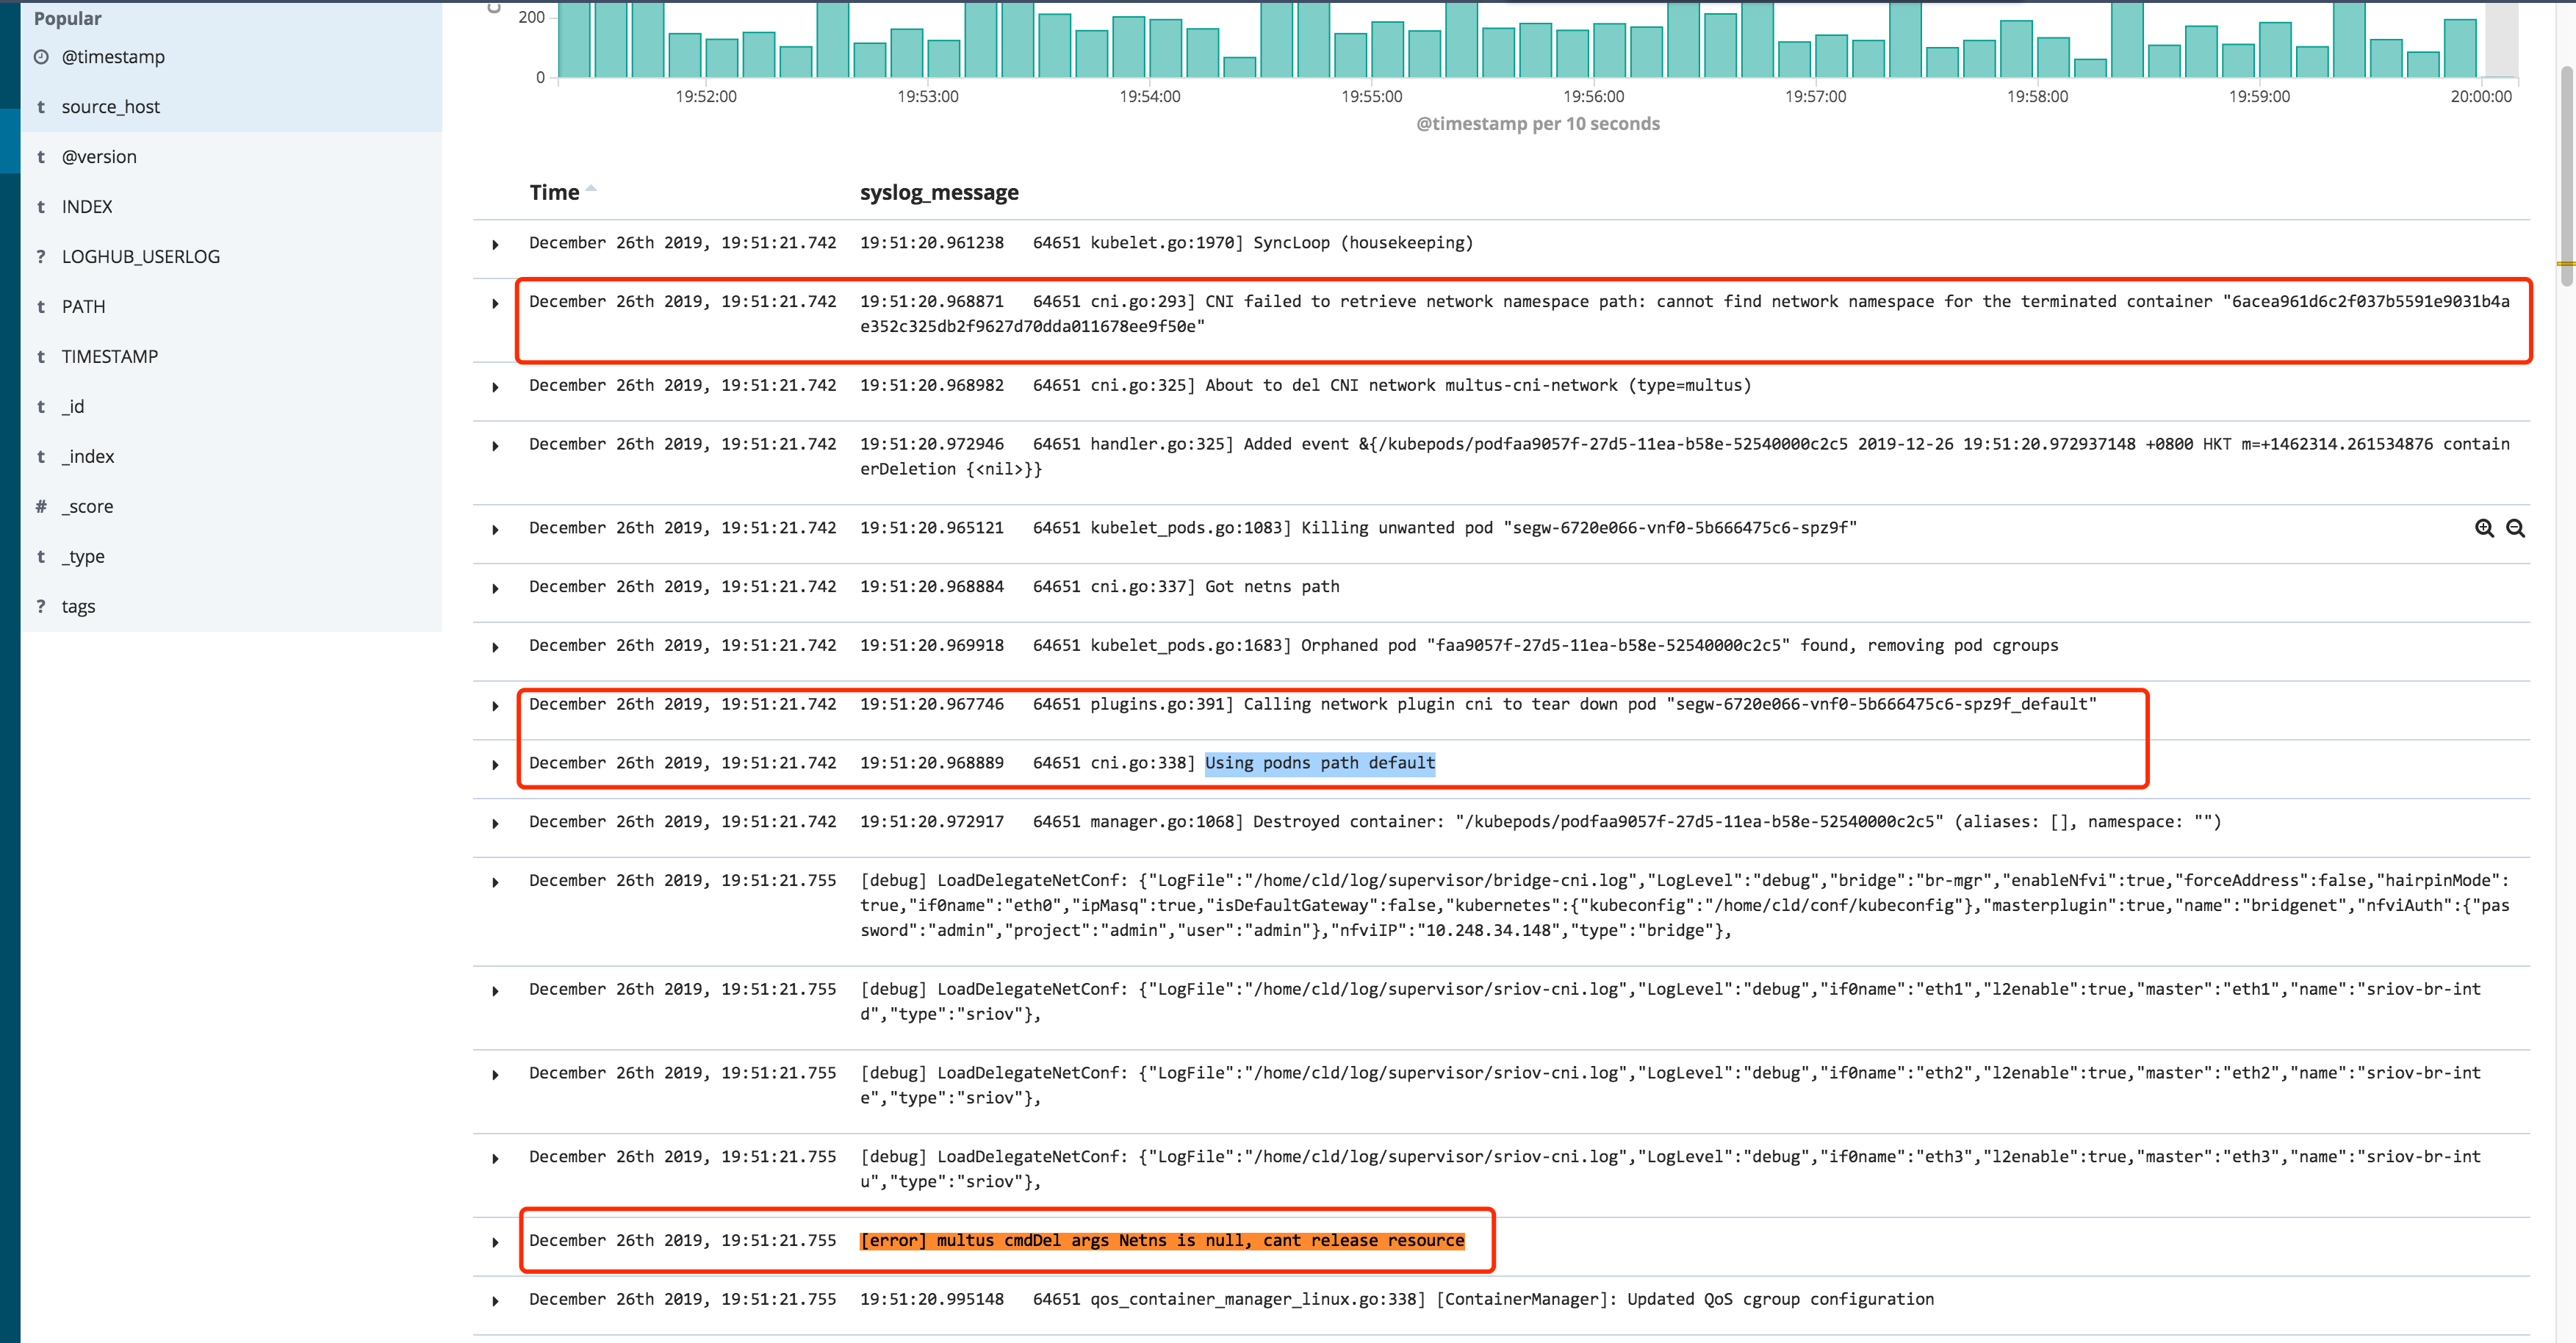 Popular
@timestamp
t source_host
t @version
t INDEX
? LOGHUB_USERLOG
t PATH
t TIMESTAMP
t _id
t _index
# _score
t _type
? tags
200
0
19:52:00 19:53:00 19:54:00 19:55:00 19:56:00 19:57:00 19:58:00 19:59:00 20:00:00
@timestamp per 10 seconds
Time syslog_message
December 26th 2019, 19:51:21.742 19:51:20.961238 64651 kubelet.go:1970] SyncLoop (housekeeping)
December 26th 2019, 19:51:21.742 19:51:20.968871 64651 cni.go:293] CNI failed to retrieve network namespace path: cannot find network namespace for the terminated container "6acea961d6c2f037b5591e9031b4a
e352c325db2f9627d70dda011678ee9f50e"
December 26th 2019, 19:51:21.742 19:51:20.968982 64651 cni.go:325] About to del CNI network multus-cni-network (type=multus)
December 26th 2019, 19:51:21.742 19:51:20.972946 64651 handler.go:325] Added event &{/kubepods/podfaa9057f-27d5-11ea-b58e-52540000c2c5 2019-12-26 19:51:20.972937148 +0800 HKT m=+1462314.261534876 contain
erDeletion {<nil>}}
December 26th 2019, 19:51:21.742 19:51:20.965121 64651 kubelet_pods.go:1083] Killing unwanted pod "segw-6720e066-vnf0-5b666475c6-spz9f"
December 26th 2019, 19:51:21.742 19:51:20.968884 64651 cni.go:337] Got netns path
December 26th 2019, 19:51:21.742 19:51:20.969918 64651 kubelet_pods.go:1683] Orphaned pod "faa9057f-27d5-11ea-b58e-52540000c2c5" found, removing pod cgroups
December 26th 2019, 19:51:21.742 19:51:20.967746 64651 plugins.go:391] Calling network plugin cni to tear down pod "segw-6720e066-vnf0-5b666475c6-spz9f_default"
December 26th 2019, 19:51:21.742 19:51:20.968889 64651 cni.go:338] Using podns path default
December 26th 2019, 19:51:21.742 19:51:20.972917 64651 manager.go:1068] Destroyed container: "/kubepods/podfaa9057f-27d5-11ea-b58e-52540000c2c5" (aliases: [], namespace: "")
December 26th 2019, 19:51:21.755 [debug] LoadDelegateNetConf: {"LogFile":"/home/cld/log/supervisor/bridge-cni.log","LogLevel":"debug","bridge":"br-mgr","enableNfvi":true,"forceAddress":false,"hairpinMode":
true,"if0name":"eth0","ipMasq":true,"isDefaultGateway":false,"kubernetes":{"kubeconfig":"/home/cld/conf/kubeconfig"},"masterplugin":true,"name":"bridgenet","nfviAuth":{"pas
sword":"admin","project":"admin","user":"admin"},"nfviIP":"10.248.34.148","type":"bridge"},
December 26th 2019, 19:51:21.755 [debug] LoadDelegateNetConf: {"LogFile":"/home/cld/log/supervisor/sriov-cni.log","LogLevel":"debug","if0name":"eth1","l2enable":true,"master":"eth1","name":"sriov-br-int
d","type":"sriov"},
December 26th 2019, 19:51:21.755 [debug] LoadDelegateNetConf: {"LogFile":"/home/cld/log/supervisor/sriov-cni.log","LogLevel":"debug","if0name":"eth2","l2enable":true,"master":"eth2","name":"sriov-br-int
e","type":"sriov"},
December 26th 2019, 19:51:21.755 [debug] LoadDelegateNetConf: {"LogFile":"/home/cld/log/supervisor/sriov-cni.log","LogLevel":"debug","if0name":"eth3","l2enable":true,"master":"eth3","name":"sriov-br-int
u","type":"sriov"},
December 26th 2019, 19:51:21.755 [error] multus cmdDel args Netns is null, cant release resource
December 26th 2019, 19:51:21.755 19:51:20.995148 64651 qos_container_manager_linux.go:338] [ContainerManager]: Updated QoS cgroup configuration